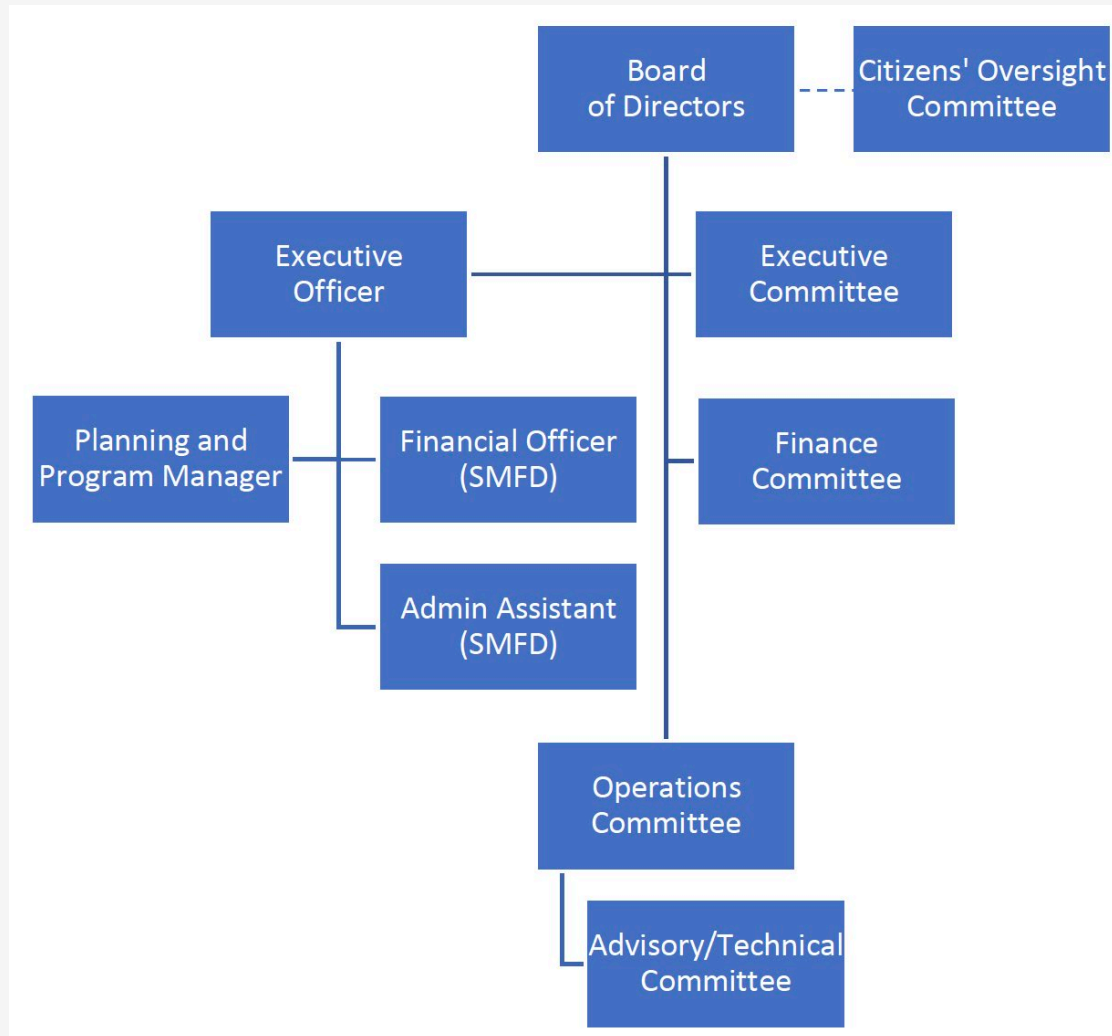 Board
of Directors
Citizens' Oversight
Committee
Executive
Officer
Executive
Committee
Planning and
Program Manager
Financial Officer
(SMFD)
Finance
Committee
Admin Assistant
(SMFD)
Operations
Committee
Advisory/Technical
Committee